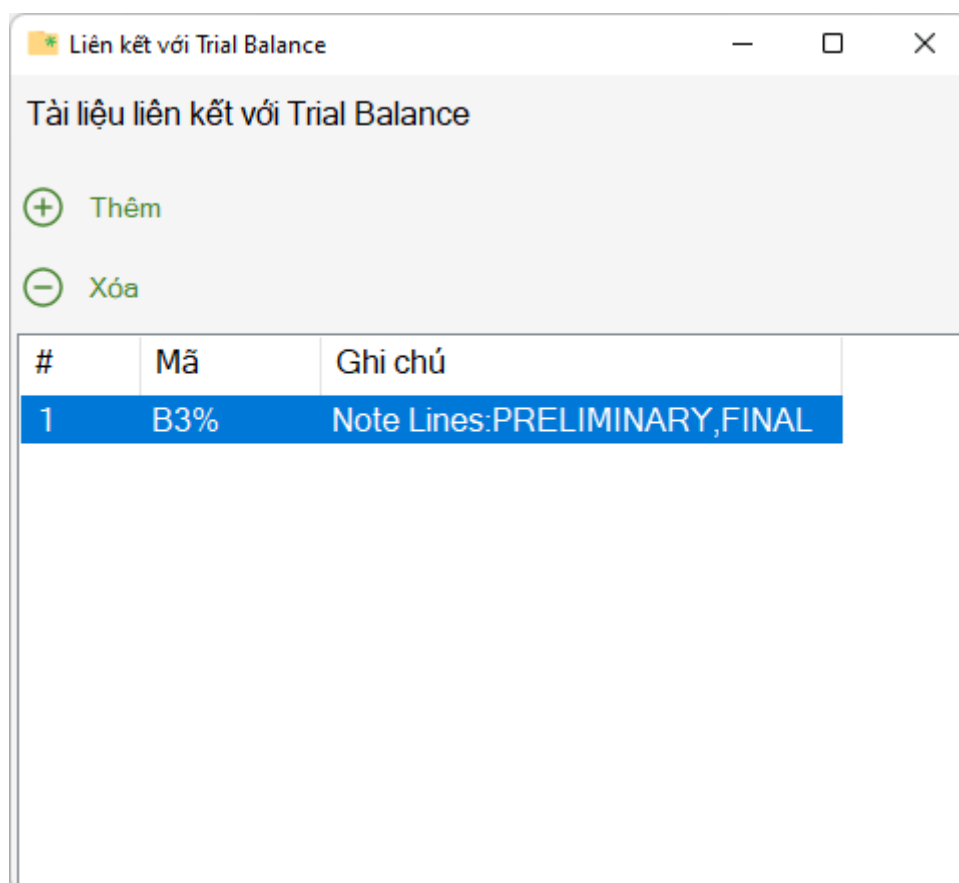 Liên kết với Trial Balance
Tài liệu liên kết với Trial Balance
Thêm
Xóa
# Mã Ghi chú
1 B3% Note Lines:PRELIMINARY,FINAL